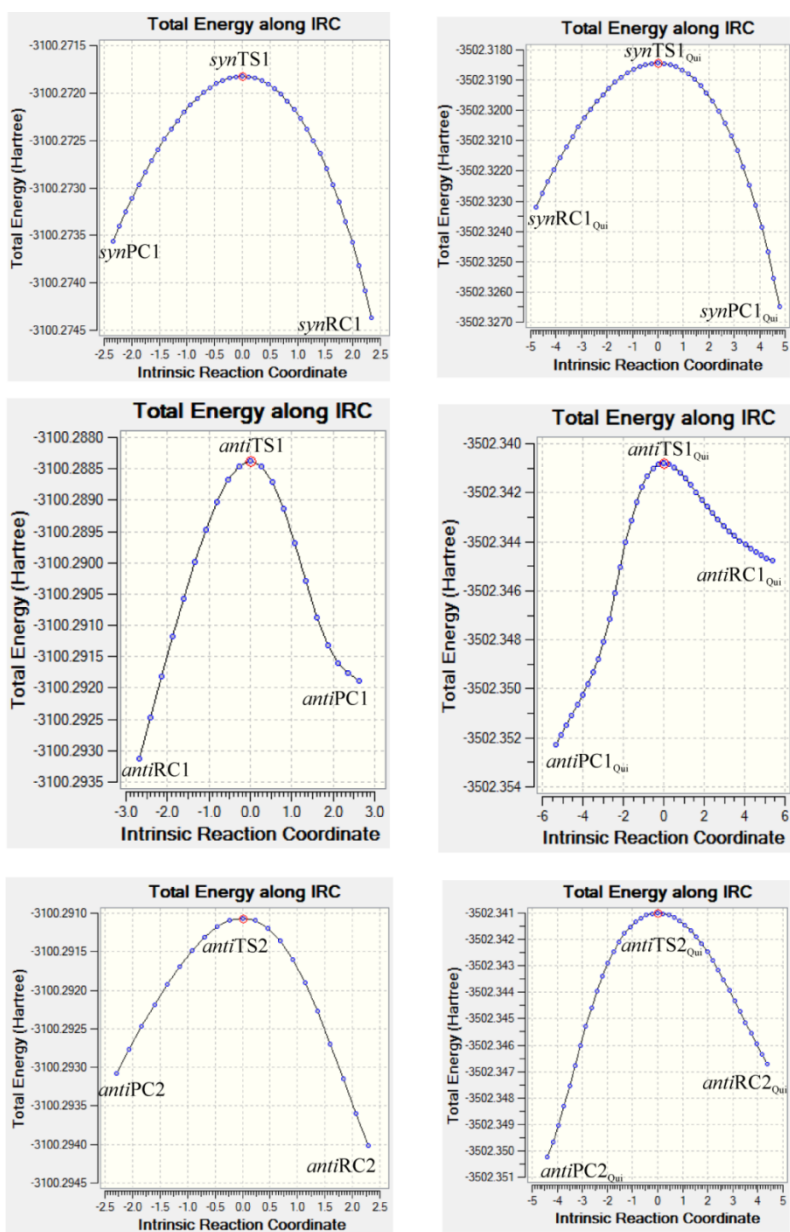 Total Energy along IRC
Total Energy (Hartree)
-3100.2715
-3100.2720
-3100.2725
-3100.2730
-3100.2735
-3100.2740
-3100.2745
synTS1
synPC1
synRC1
-2.5 -2.0 -1.5 -1.0 -0.5 0.0 0.5 1.0 1.5 2.0 2.5
Intrinsic Reaction Coordinate
Total Energy along IRC
Total Energy (Hartree)
-3502.3180
-3502.3190
-3502.3200
-3502.3210
-3502.3220
-3502.3230
-3502.3240
-3502.3250
-3502.3260
-3502.3270
synTS1Qui
synRC1Qui
synPC1Qui
-5 -4 -3 -2 -1 0 1 2 3 4 5
Intrinsic Reaction Coordinate
Total Energy along IRC
Total Energy (Hartree)
-3100.2880
-3100.2885
-3100.2890
-3100.2895
-3100.2900
-3100.2905
-3100.2910
-3100.2915
-3100.2920
-3100.2925
-3100.2930
-3100.2935
antiTS1
antiPC1
antiRC1
-3.0 -2.0 -1.0 0.0 1.0 2.0 3.0
Intrinsic Reaction Coordinate
Total Energy along IRC
Total Energy (Hartree)
-3502.340
-3502.342
-3502.344
-3502.346
-3502.348
-3502.350
-3502.352
-3502.354
antiTS1Qui
antiRC1Qui
antiPC1Qui
-6 -4 -2 0 2 4 6
Intrinsic Reaction Coordinate
Total Energy along IRC
Total Energy (Hartree)
-3100.2910
-3100.2915
-3100.2920
-3100.2925
-3100.2930
-3100.2935
-3100.2940
-3100.2945
antiTS2
antiPC2
antiRC2
-2.5 -2.0 -1.5 -1.0 -0.5 0.0 0.5 1.0 1.5 2.0 2.5
Intrinsic Reaction Coordinate
Total Energy along IRC
Total Energy (Hartree)
-3502.341
-3502.342
-3502.343
-3502.344
-3502.345
-3502.346
-3502.347
-3502.348
-3502.349
-3502.350
-3502.351
antiTS2Qui
antiRC2Qui
antiPC2Qui
-5 -4 -3 -2 -1 0 1 2 3 4 5
Intrinsic Reaction Coordinate